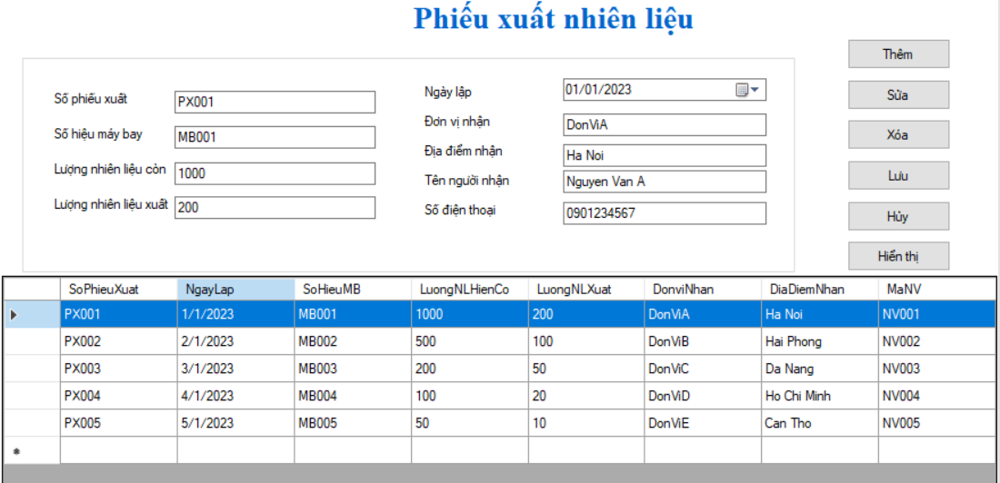 Phiếu xuất nhiên liệu
Thêm
Sửa
Xóa
Lưu
Hủy
Hiển thị
Số phiếu xuất PX001
Số hiệu máy bay MB001
Lượng nhiên liệu còn 1000
Lượng nhiên liệu xuất 200
Ngày lập 01/01/2023
Đơn vị nhận DonViA
Địa điểm nhận Ha Noi
Tên người nhận Nguyen Van A
Số điện thoại 0901234567
SoPhieuXuat NgayLap SoHieuMB LuongNLHienCo LuongNLXuat DonviNhan DiaDiemNhan MaNV
PX001 1/1/2023 MB001 1000 200 DonViA Ha Noi NV001
PX002 2/1/2023 MB002 500 100 DonViB Hai Phong NV002
PX003 3/1/2023 MB003 200 50 DonViC Da Nang NV003
PX004 4/1/2023 MB004 100 20 DonViD Ho Chi Minh NV004
PX005 5/1/2023 MB005 50 10 DonViE Can Tho NV005